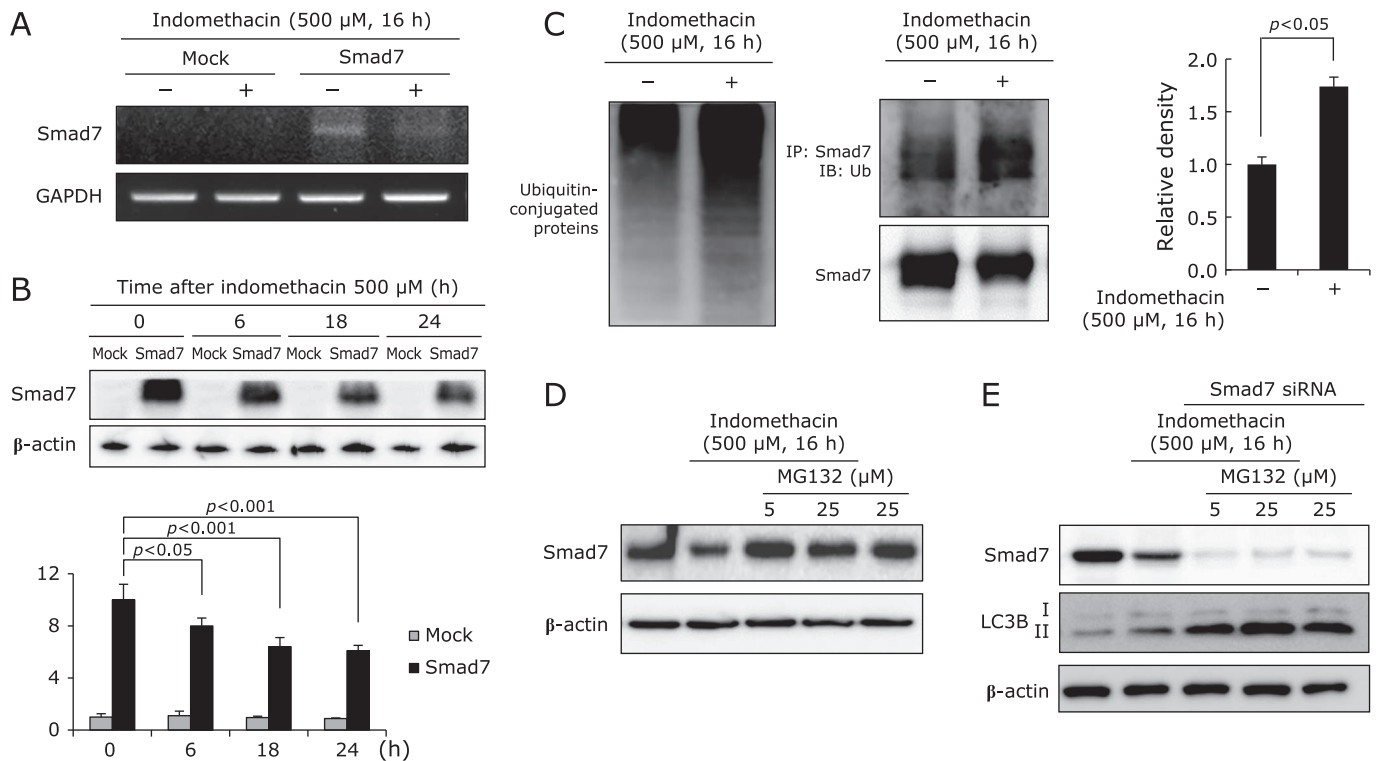 A
Indomethacin (500 μM, 16 h)
Mock Smad7
− + − +
Smad7
GAPDH
B
Time after indomethacin 500 μM (h)
0 6 18 24
Mock Smad7 Mock Smad7 Mock Smad7 Mock Smad7
Smad7
β-actin
p<0.001
p<0.001
p<0.05
12
8
4
0
Mock
Smad7
0 6 18 24 (h)
C
Indomethacin
(500 μM, 16 h)
− +
Ubiquitin-
conjugated
proteins
Indomethacin
(500 μM, 16 h)
− +
IP: Smad7
IB: Ub
Smad7
p<0.05
Relative density
2.0
1.5
1.0
0.5
0.0
Indomethacin
(500 μM, 16 h)
− +
D
Indomethacin
(500 μM, 16 h)
MG132 (μM)
5 25 25
Smad7
β-actin
E
Smad7 siRNA
Indomethacin
(500 μM, 16 h)
MG132 (μM)
5 25 25
Smad7
LC3B I
II
β-actin